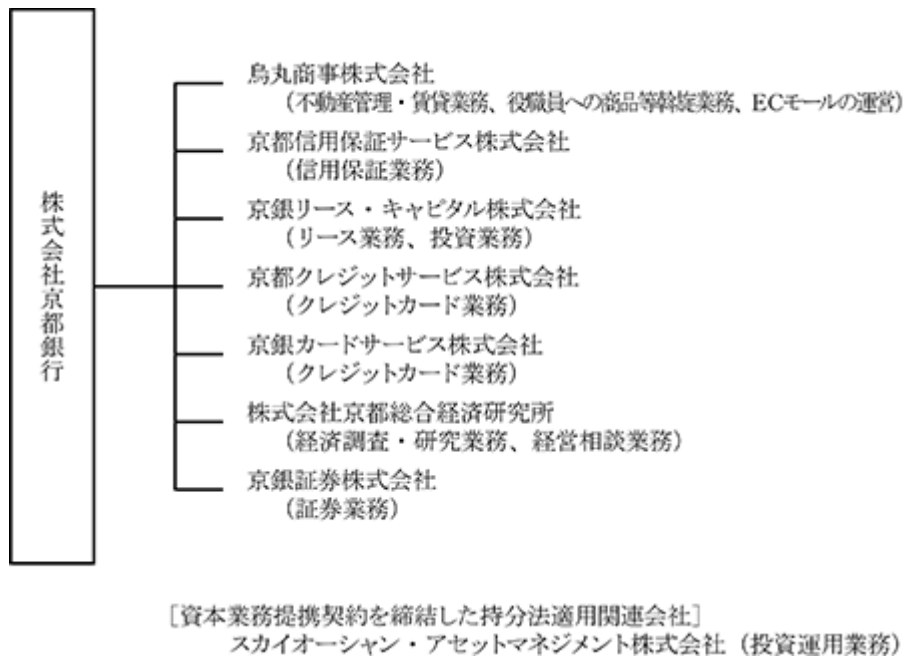 株式会社京都銀行
烏丸商事株式会社
（不動産管理・賃貸業務、役職員への商品等斡旋業務、ECモールの運営）
京都信用保証サービス株式会社
（信用保証業務）
京銀リース・キャピタル株式会社
（リース業務、投資業務）
京都クレジットサービス株式会社
（クレジットカード業務）
京銀カードサービス株式会社
（クレジットカード業務）
株式会社京都総合経済研究所
（経済調査・研究業務、経営相談業務）
京銀証券株式会社
（証券業務）
［資本業務提携契約を締結した持分法適用関連会社］
スカイオーシャン・アセットマネジメント株式会社（投資運用業務）